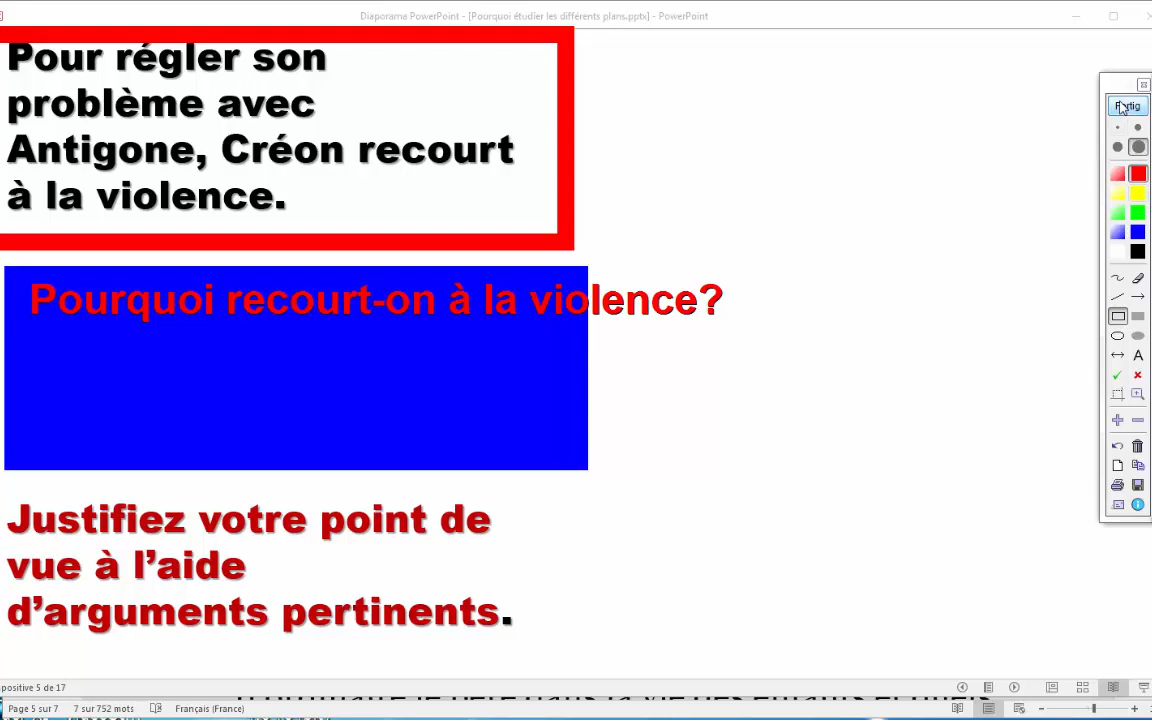 Diaporama PowerPoint - [Pourquoi étudier les différents plans.pptx] - PowerPoint
Pour régler son
problème avec
Antigone, Créon recourt
à la violence.
Pourquoi recourt-on à la violence?
Justifiez votre point de
vue à l'aide
d'arguments pertinents.
A
positive 5 de 17
Page 5 sur 7 7 sur 752 mots Français (France)